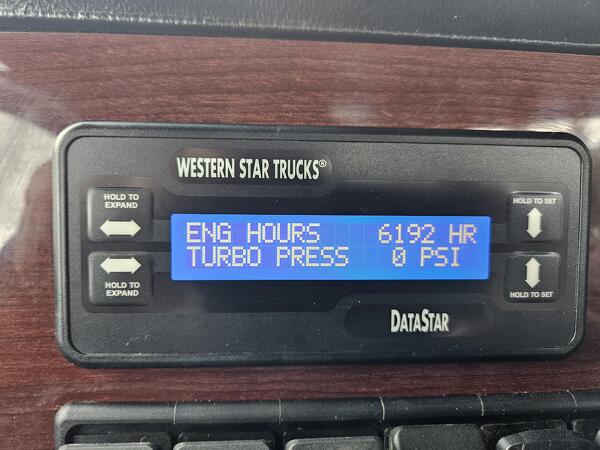 WESTERN STAR TRUCKS®
HOLD TO
EXPAND
HOLD TO SET
ENG HOURS 6192 HR
TURBO PRESS 0 PSI
HOLD TO
EXPAND
HOLD TO SET
DATASTAR